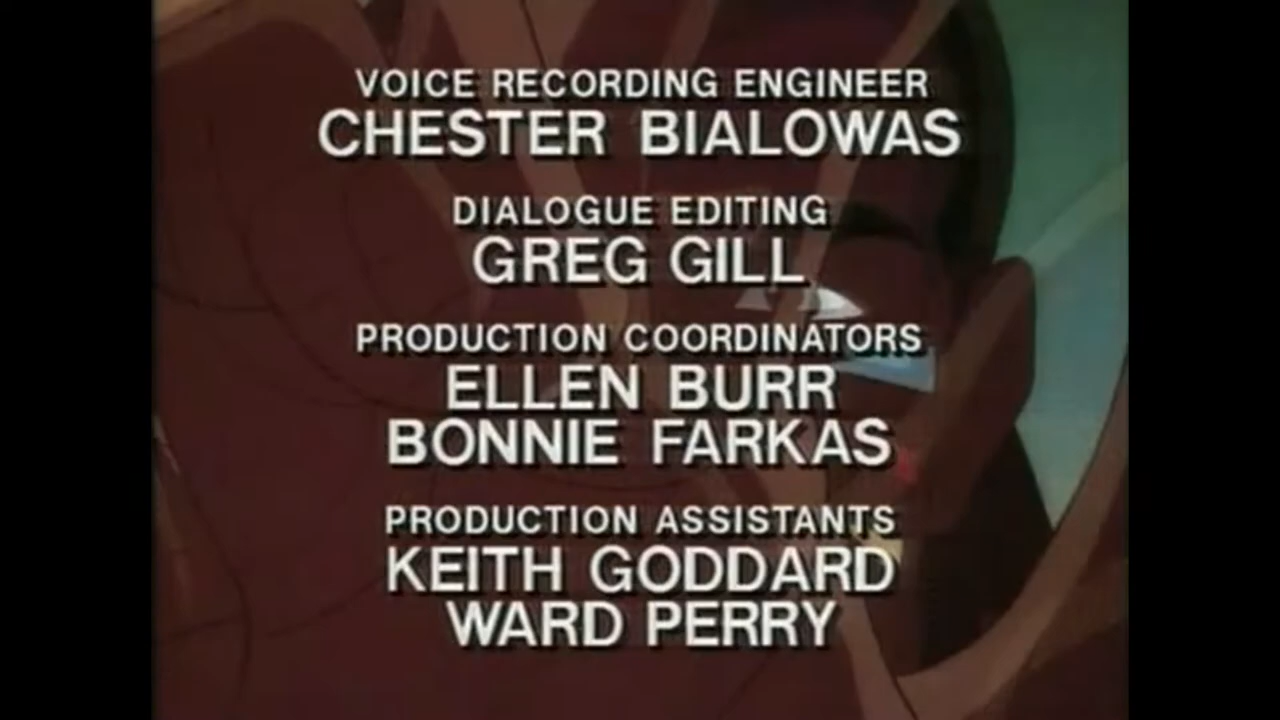 VOICE RECORDING ENGINEER
CHESTER BIALOWAS
DIALOGUE EDITING
GREG GILL
PRODUCTION COORDINATORS
ELLEN BURR
BONNIE FARKAS
PRODUCTION ASSISTANTS
KEITH GODDARD
WARD PERRY